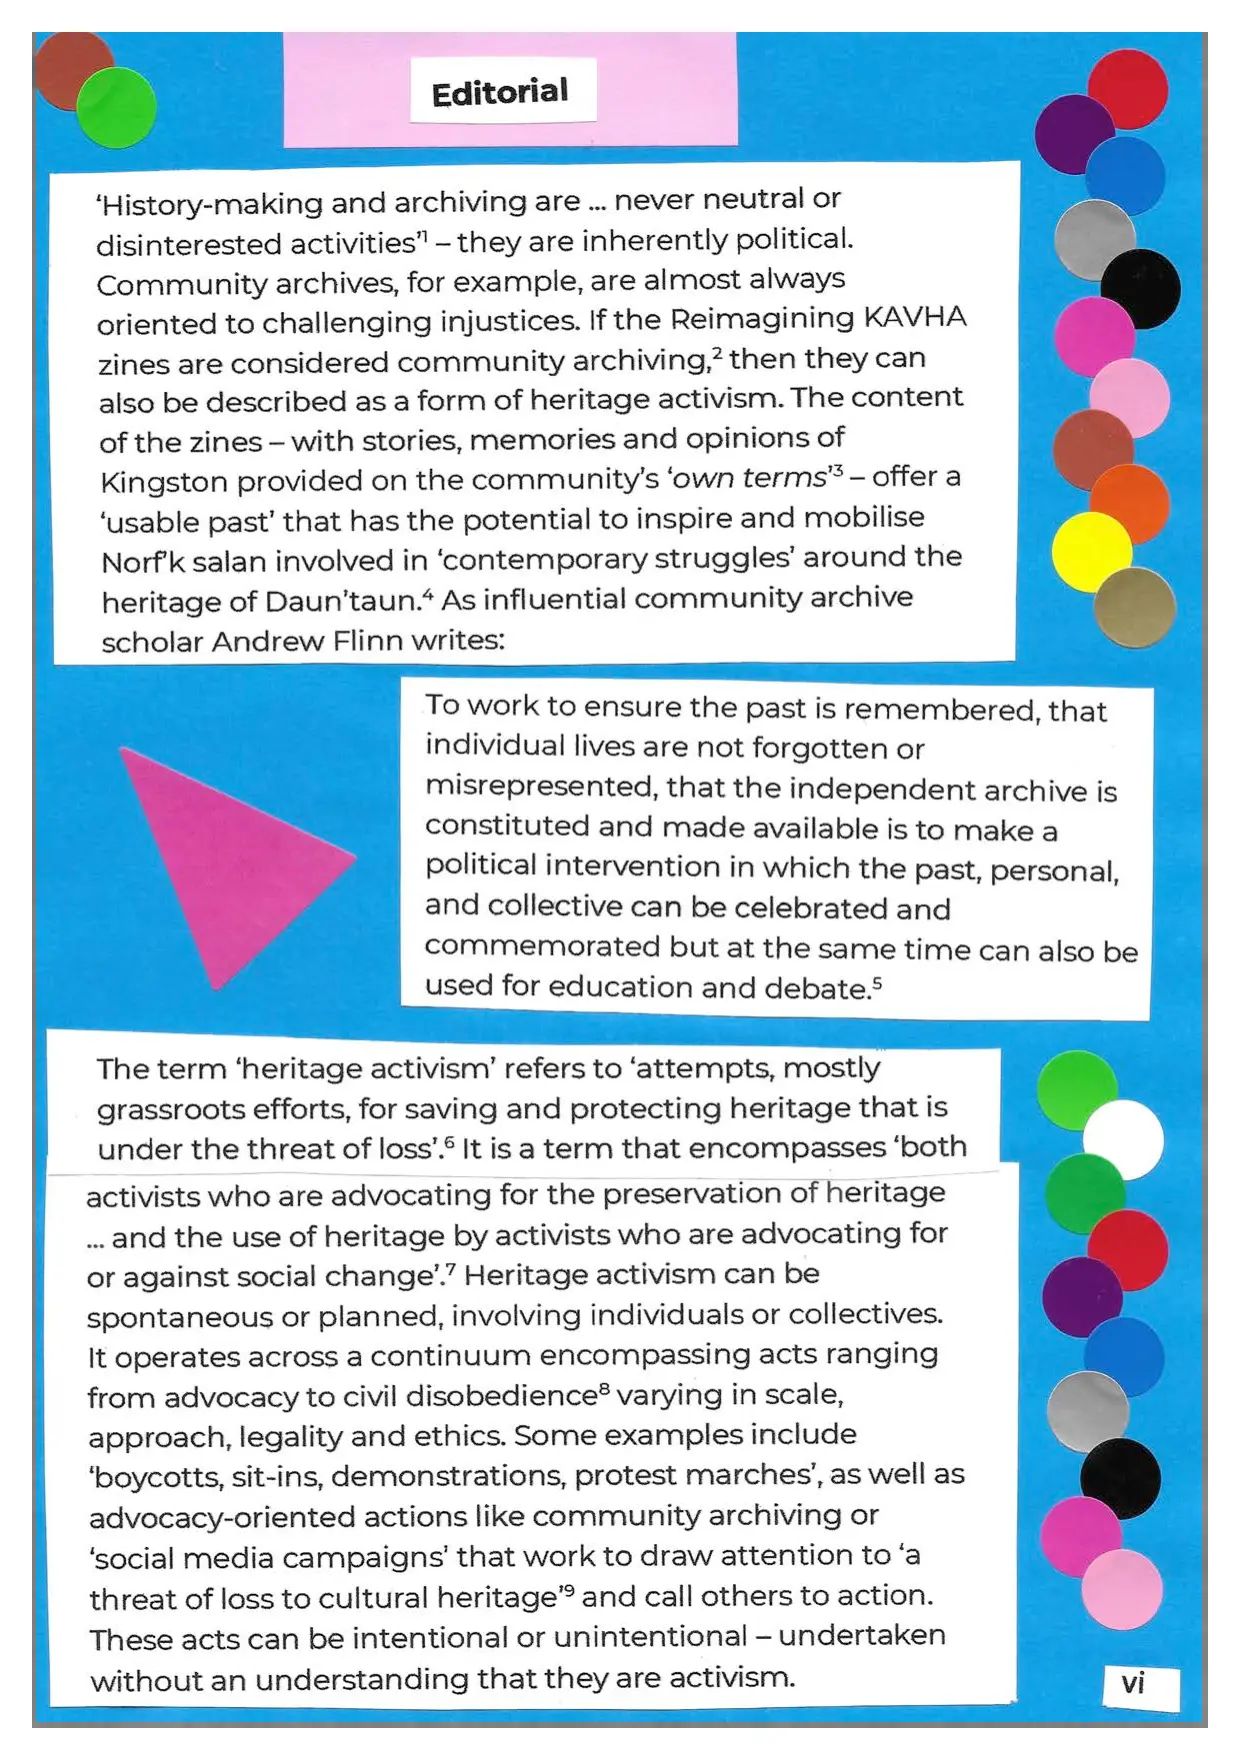 Editorial
‘History-making and archiving are ... never neutral or
disinterested activities’¹ – they are inherently political.
Community archives, for example, are almost always
oriented to challenging injustices. If the Reimagining KAVHA
zines are considered community archiving,² then they can
also be described as a form of heritage activism. The content
of the zines – with stories, memories and opinions of
Kingston provided on the community’s ‘own terms’³ – offer a
‘usable past’ that has the potential to inspire and mobilise
Norf’k salan involved in ‘contemporary struggles’ around the
heritage of Daun’taun.⁴ As influential community archive
scholar Andrew Flinn writes:
To work to ensure the past is remembered, that
individual lives are not forgotten or
misrepresented, that the independent archive is
constituted and made available is to make a
political intervention in which the past, personal,
and collective can be celebrated and
commemorated but at the same time can also be
used for education and debate.⁵
The term ‘heritage activism’ refers to ‘attempts, mostly
grassroots efforts, for saving and protecting heritage that is
under the threat of loss’.⁶ It is a term that encompasses ‘both
activists who are advocating for the preservation of heritage
... and the use of heritage by activists who are advocating for
or against social change’.⁷ Heritage activism can be
spontaneous or planned, involving individuals or collectives.
It operates across a continuum encompassing acts ranging
from advocacy to civil disobedience⁸ varying in scale,
approach, legality and ethics. Some examples include
‘boycotts, sit-ins, demonstrations, protest marches’, as well as
advocacy-oriented actions like community archiving or
‘social media campaigns’ that work to draw attention to ‘a
threat of loss to cultural heritage’⁹ and call others to action.
These acts can be intentional or unintentional – undertaken
without an understanding that they are activism.
vi